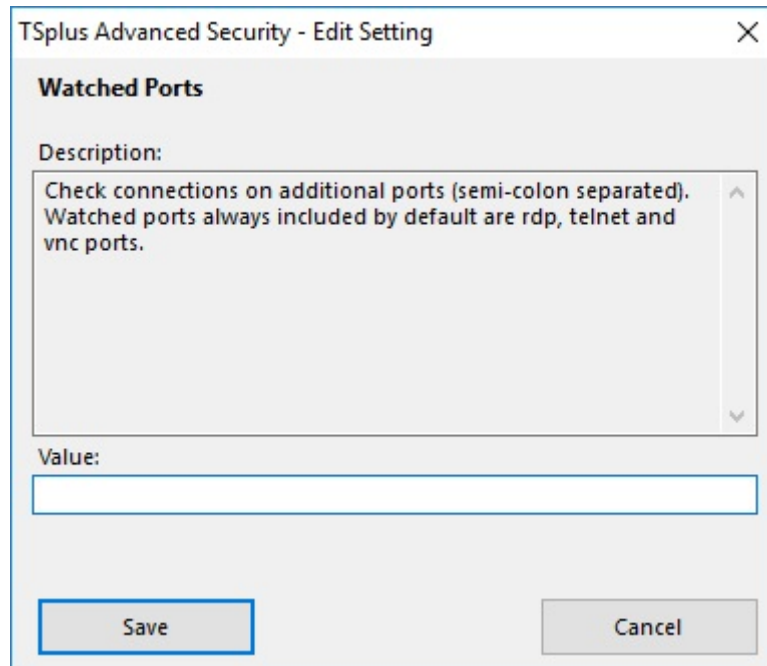 TSplus Advanced Security - Edit Setting
Watched Ports
Description:
Check connections on additional ports (semi-colon separated).
Watched ports always included by default are rdp, telnet and
vnc ports.
Value:
Save
Cancel